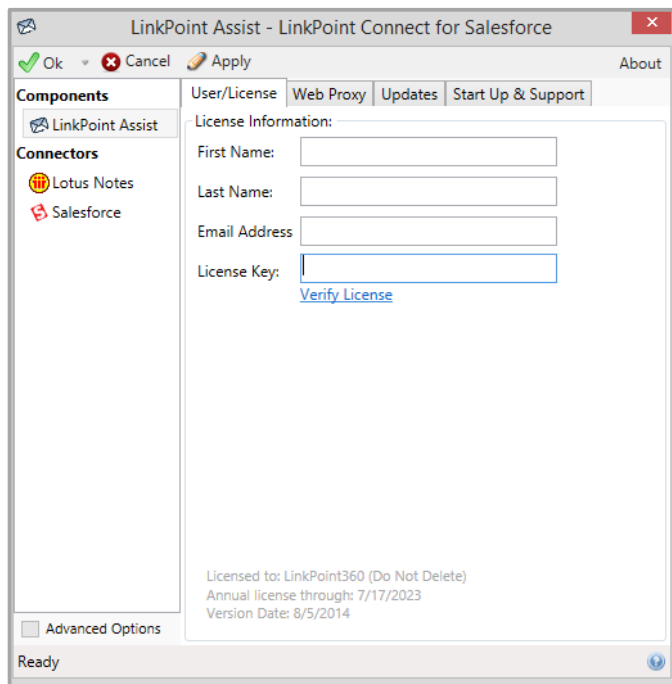 LinkPoint Assist - LinkPoint Connect for Salesforce
Ok Cancel Apply About
Components
LinkPoint Assist
Connectors
Lotus Notes
Salesforce
User/License Web Proxy Updates Start Up & Support
License Information:
First Name:
Last Name:
Email Address
License Key:
Verify License
Licensed to: LinkPoint360 (Do Not Delete)
Annual license through: 7/17/2023
Version Date: 8/5/2014
Advanced Options
Ready